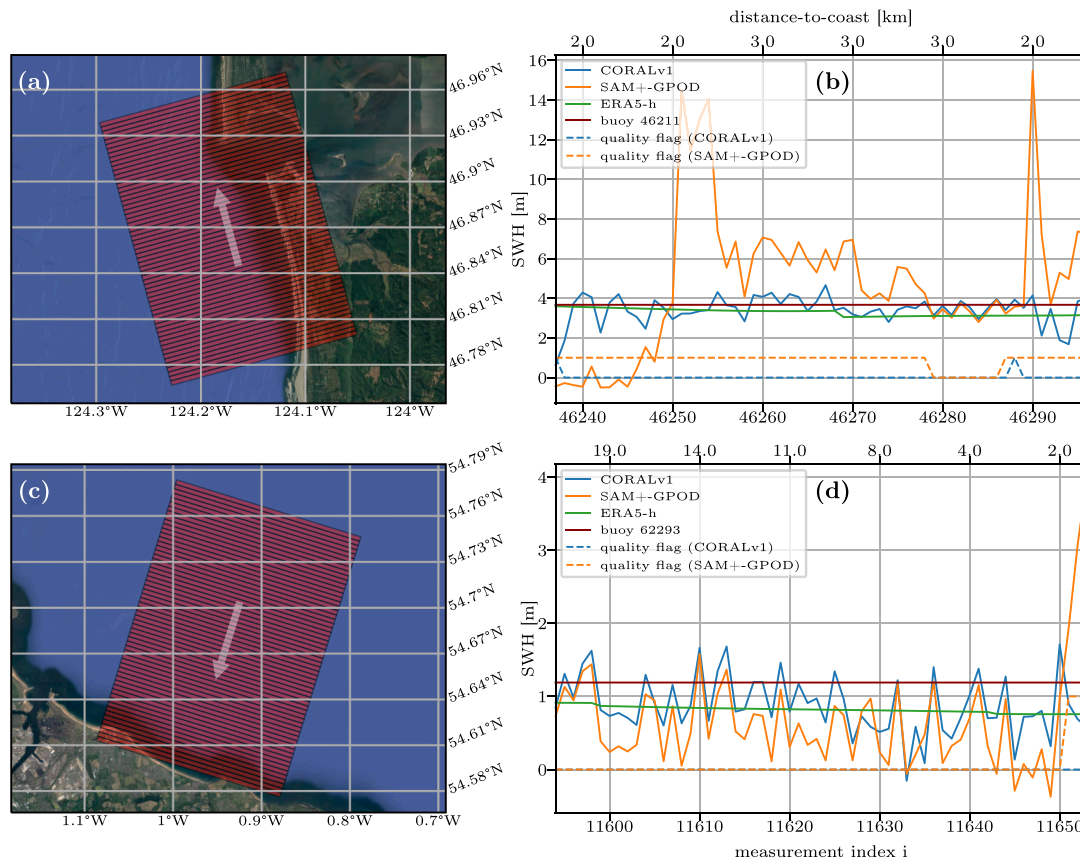 distance-to-coast [km]
2.0 2.0 3.0 3.0 3.0 2.0
(a)
46.96°N
46.93°N
46.9°N
46.87°N
46.84°N
46.81°N
46.78°N
124.3°W 124.2°W 124.1°W 124°W
(b)
CORALv1
SAM+-GPOD
ERA5-h
buoy 46211
quality flag (CORALv1)
quality flag (SAM+-GPOD)
SWH [m]
16
14
12
10
8
6
4
2
0
46240 46250 46260 46270 46280 46290
(c)
54.79°N
54.76°N
54.73°N
54.7°N
54.67°N
54.64°N
54.61°N
54.58°N
1.1°W 1°W 0.9°W 0.8°W 0.7°W
19.0 14.0 11.0 8.0 4.0 2.0
(d)
CORALv1
SAM+-GPOD
ERA5-h
buoy 62293
quality flag (CORALv1)
quality flag (SAM+-GPOD)
SWH [m]
4
3
2
1
0
11600 11610 11620 11630 11640 11650
measurement index i